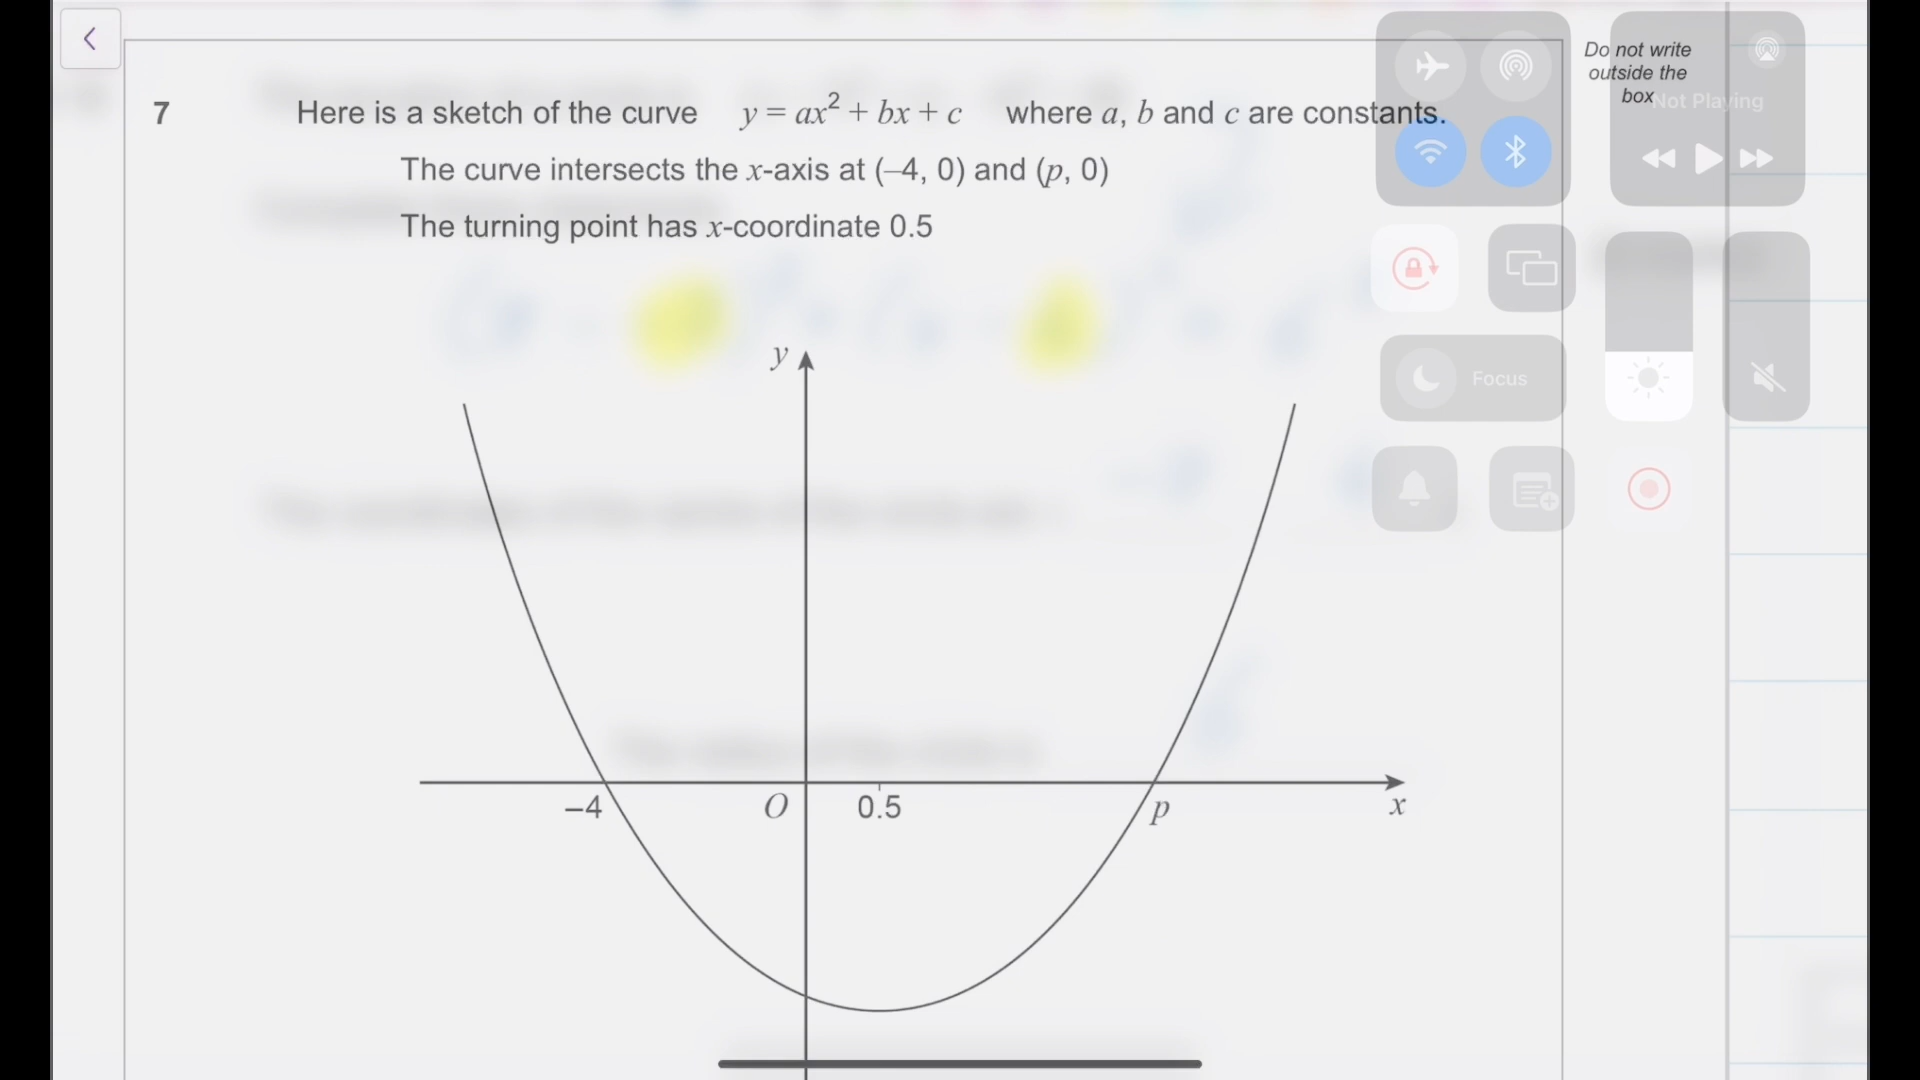 7 Here is a sketch of the curve y = ax² + bx + c where a, b and c are constants.
The curve intersects the x-axis at (–4, 0) and (p, 0)
The turning point has x-coordinate 0.5
Do not write
outside the
box
Not Playing
Focus
y
–4 O 0.5 p x